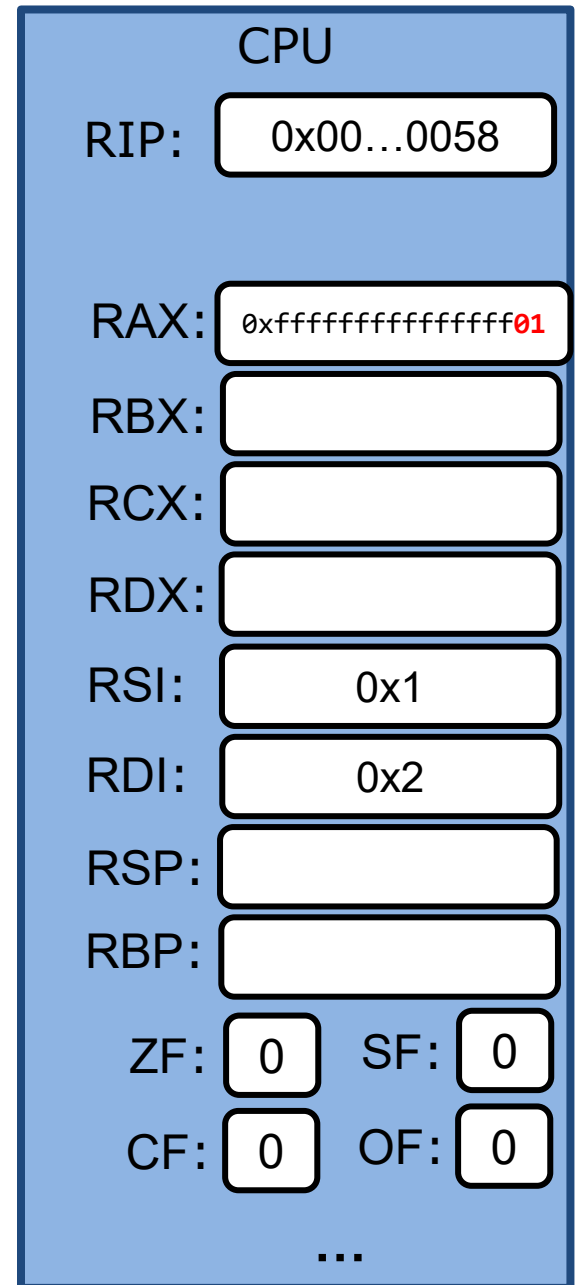 CPU
RIP: 0x00...0058
RAX: 0xffffffffffffff01
RBX:
RCX:
RDX:
RSI: 0x1
RDI: 0x2
RSP:
RBP:
ZF: 0 SF: 0
CF: 0 OF: 0
...